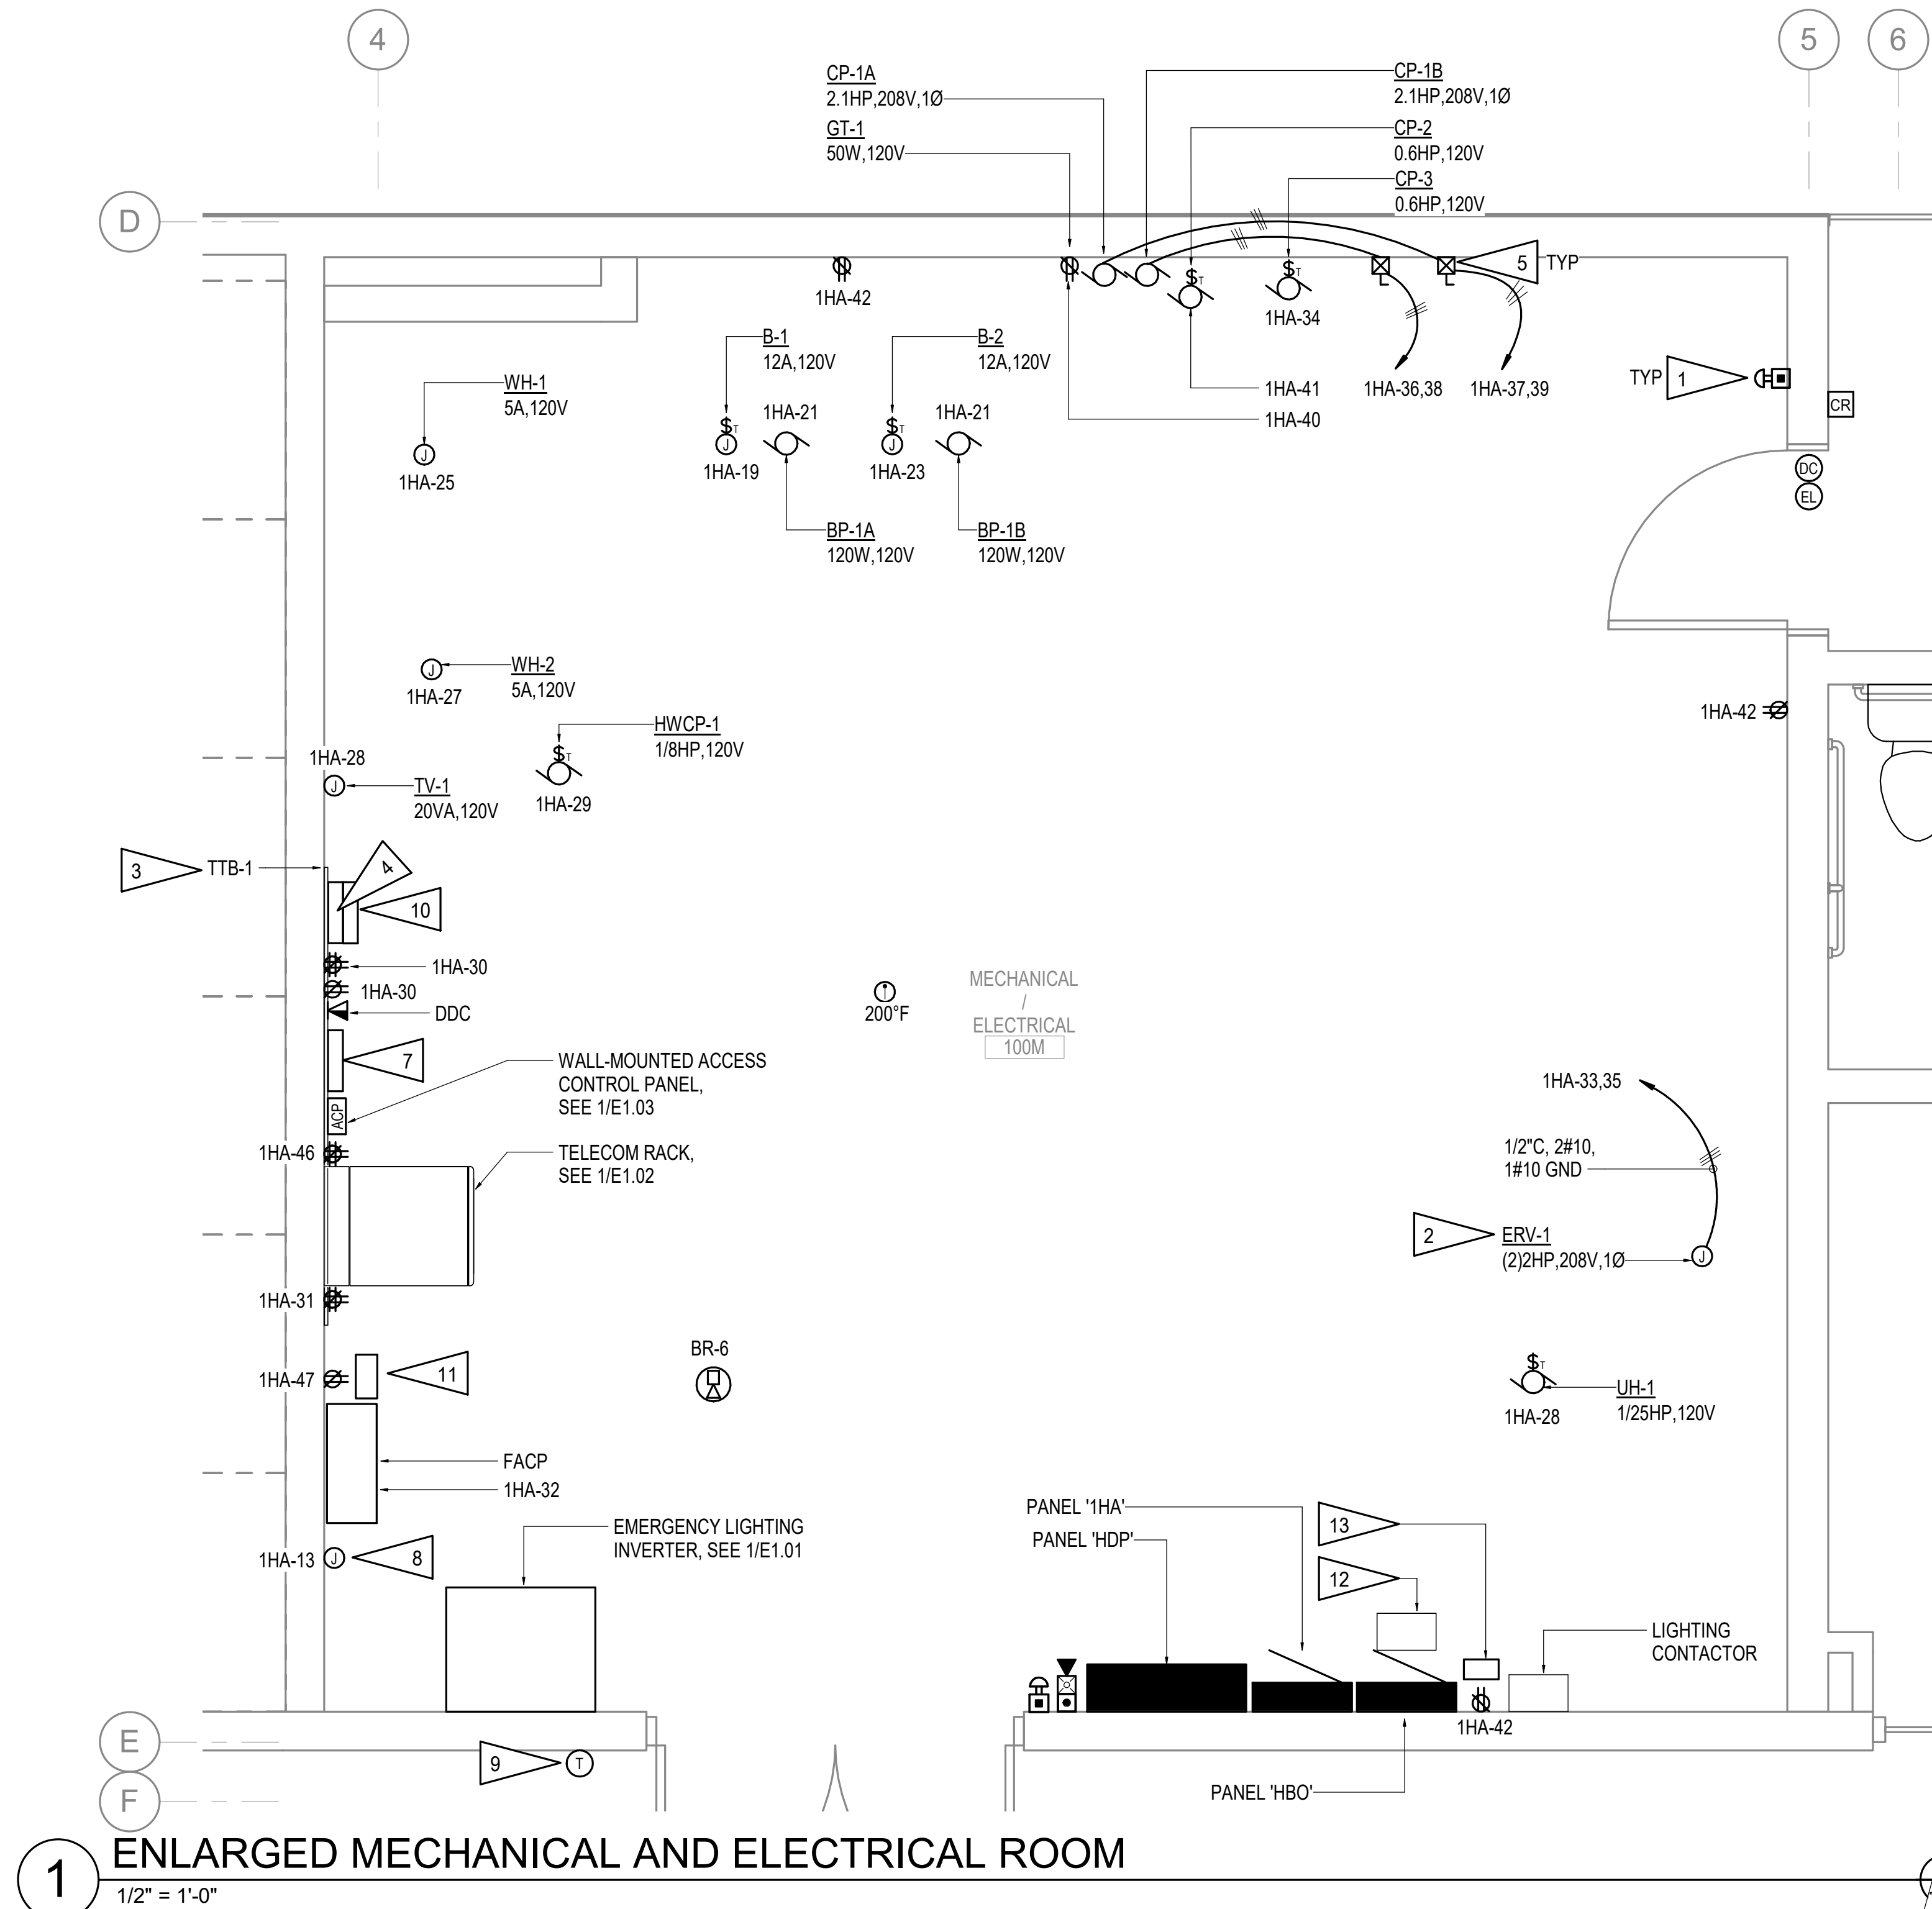 4
5
6
CP-1A
2.1HP,208V,1Ø
GT-1
50W,120V
CP-1B
2.1HP,208V,1Ø
CP-2
0.6HP,120V
CP-3
0.6HP,120V
D
1HA-42
$T
$T
1HA-34
5
TYP
B-1
12A,120V
B-2
12A,120V
WH-1
5A,120V
1HA-41
1HA-36,38
1HA-37,39
TYP
1
CR
1HA-40
$T
J
1HA-19
1HA-21
$T
J
1HA-23
1HA-21
J
1HA-25
DC
EL
BP-1A
120W,120V
BP-1B
120W,120V
J
1HA-27
WH-2
5A,120V
1HA-42
HWCP-1
1/8HP,120V
$T
1HA-29
1HA-28
J
TV-1
20VA,120V
3
TTB-1
4
10
1HA-30
1HA-30
DDC
200°F
MECHANICAL
/
ELECTRICAL
100M
7
WALL-MOUNTED ACCESS
CONTROL PANEL,
SEE 1/E1.03
ACP
1HA-33,35
1/2"C, 2#10,
1#10 GND
1HA-46
TELECOM RACK,
SEE 1/E1.02
2
ERV-1
(2)2HP,208V,1Ø
J
1HA-31
BR-6
1HA-47
11
$T
1HA-28
UH-1
1/25HP,120V
FACP
1HA-32
EMERGENCY LIGHTING
INVERTER, SEE 1/E1.01
1HA-13
J
8
PANEL '1HA'
PANEL 'HDP'
13
12
LIGHTING
CONTACTOR
1HA-42
E
9
T
PANEL 'HBO'
F
1
ENLARGED MECHANICAL AND ELECTRICAL ROOM
1/2" = 1'-0"